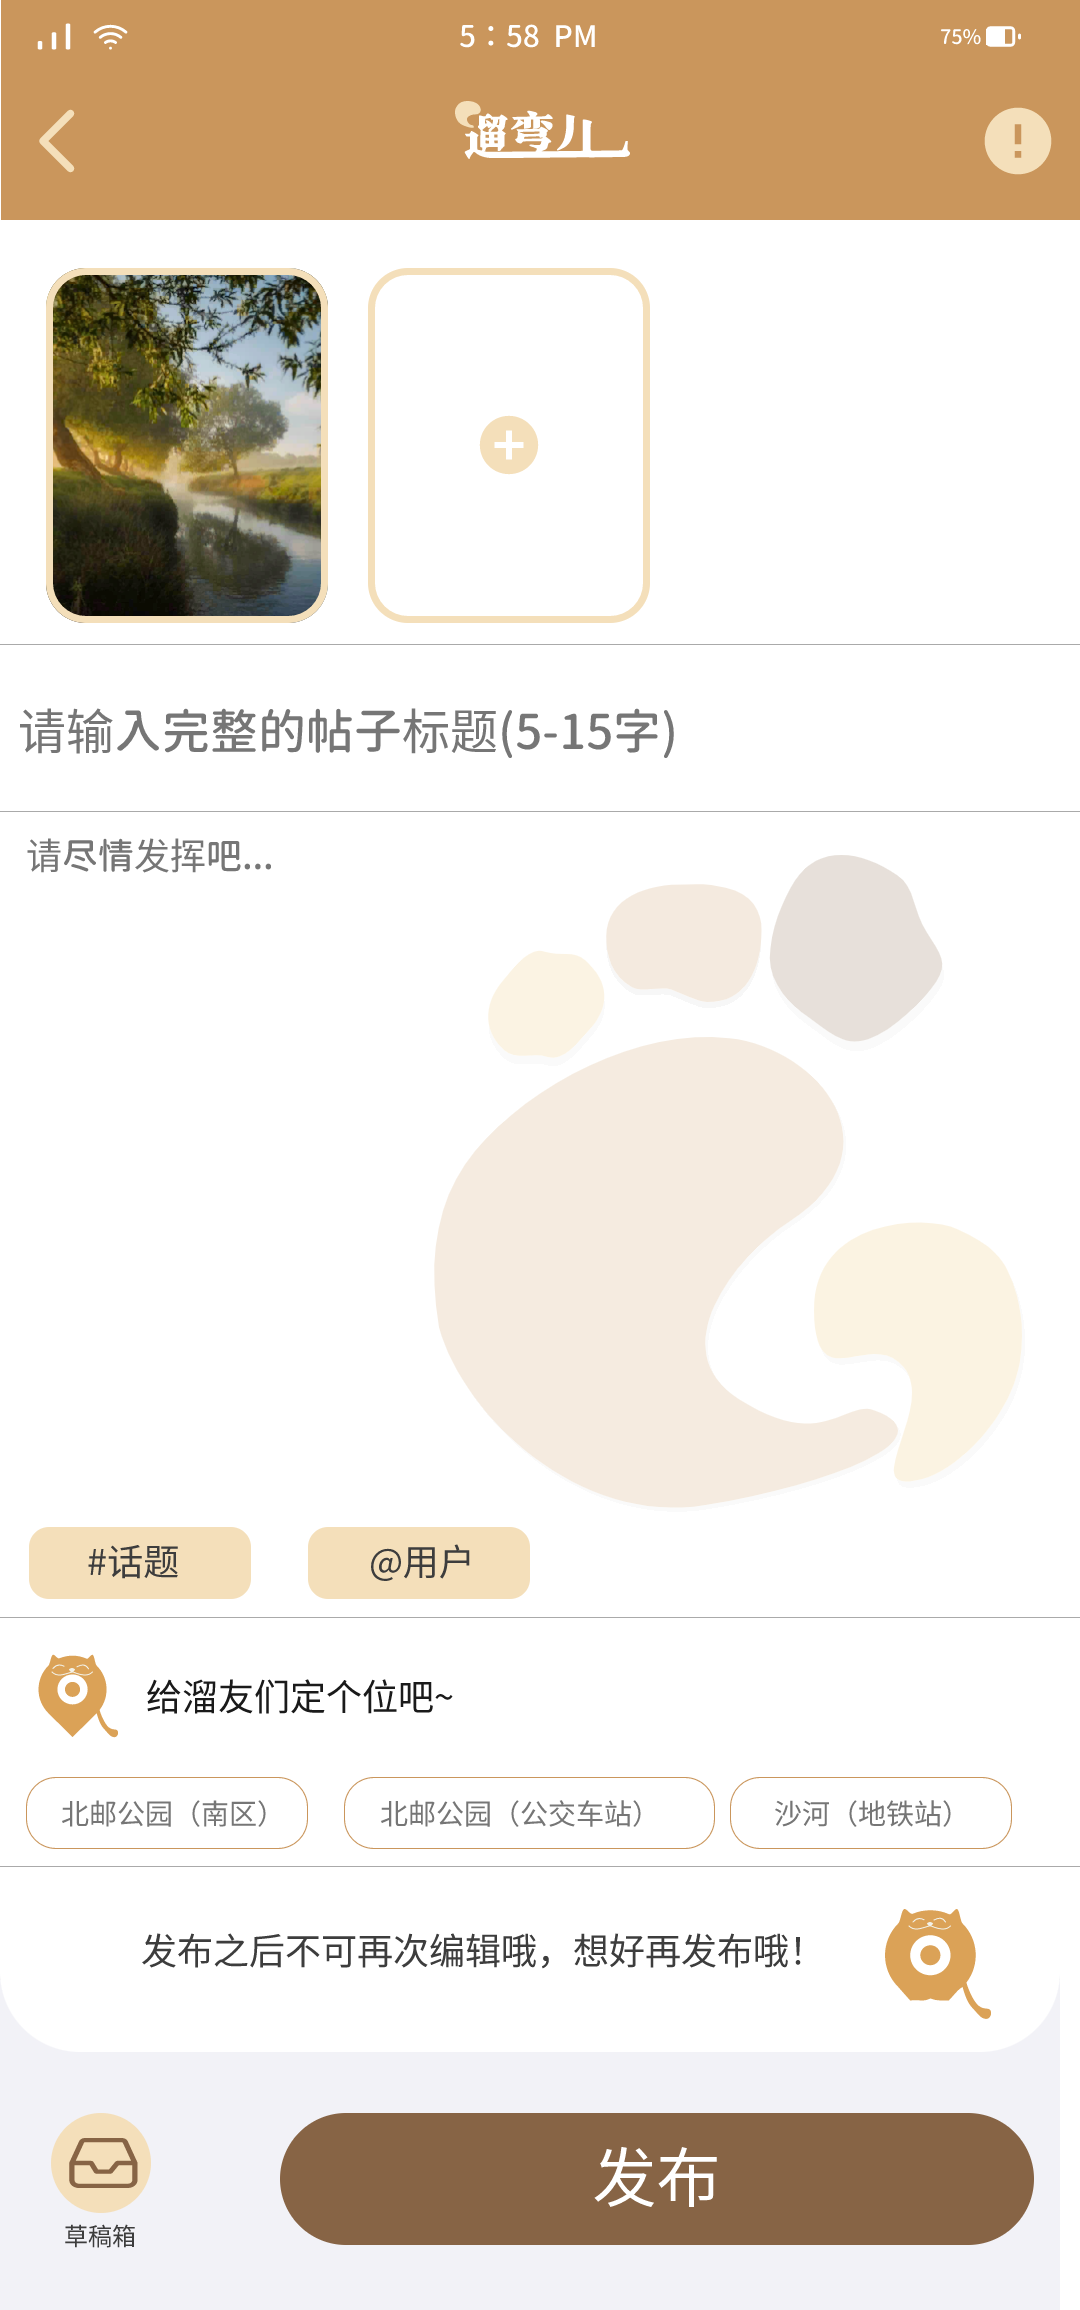 5：58 PM
75%
遛弯儿
请输入完整的帖子标题(5-15字)
请尽情发挥吧...
#话题
@用户
给溜友们定个位吧~
北邮公园（南区）
北邮公园（公交车站）
沙河（地铁站）
发布之后不可再次编辑哦，想好再发布哦！
发布
草稿箱